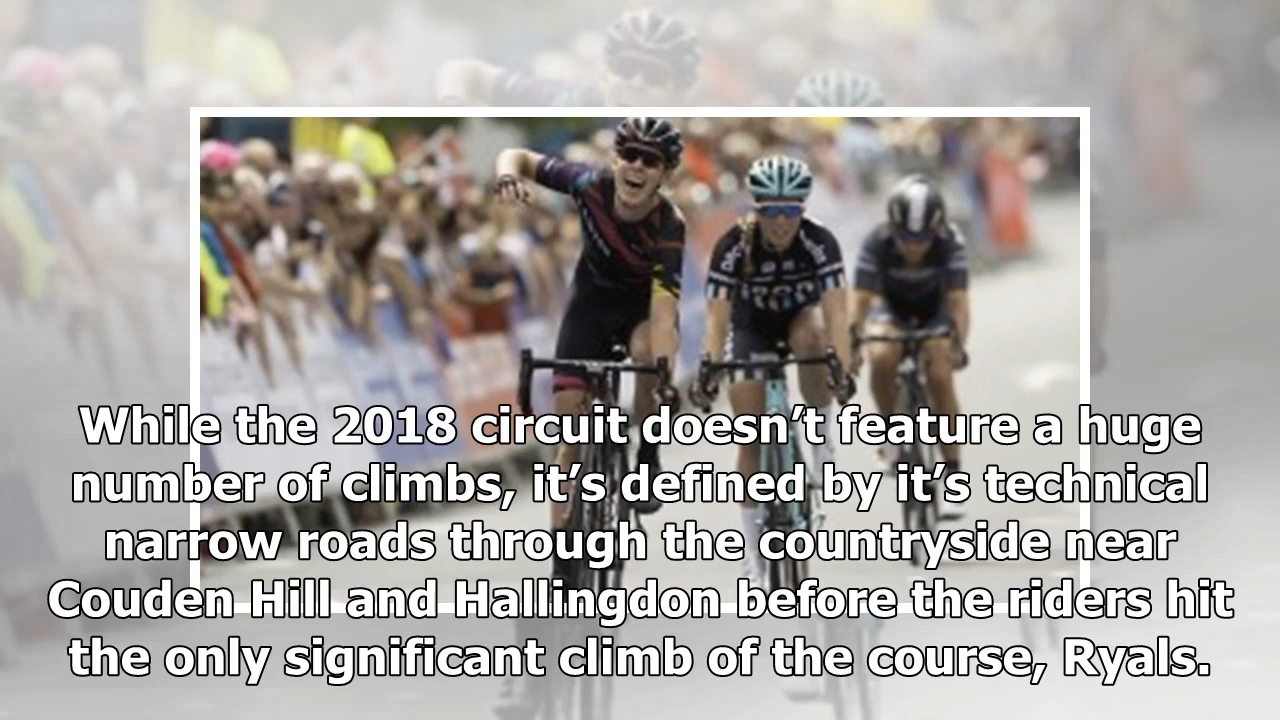 While the 2018 circuit doesn’t feature a huge
number of climbs, it’s defined by it’s technical
narrow roads through the countryside near
Couden Hill and Hallingdon before the riders hit
the only significant climb of the course, Ryals.